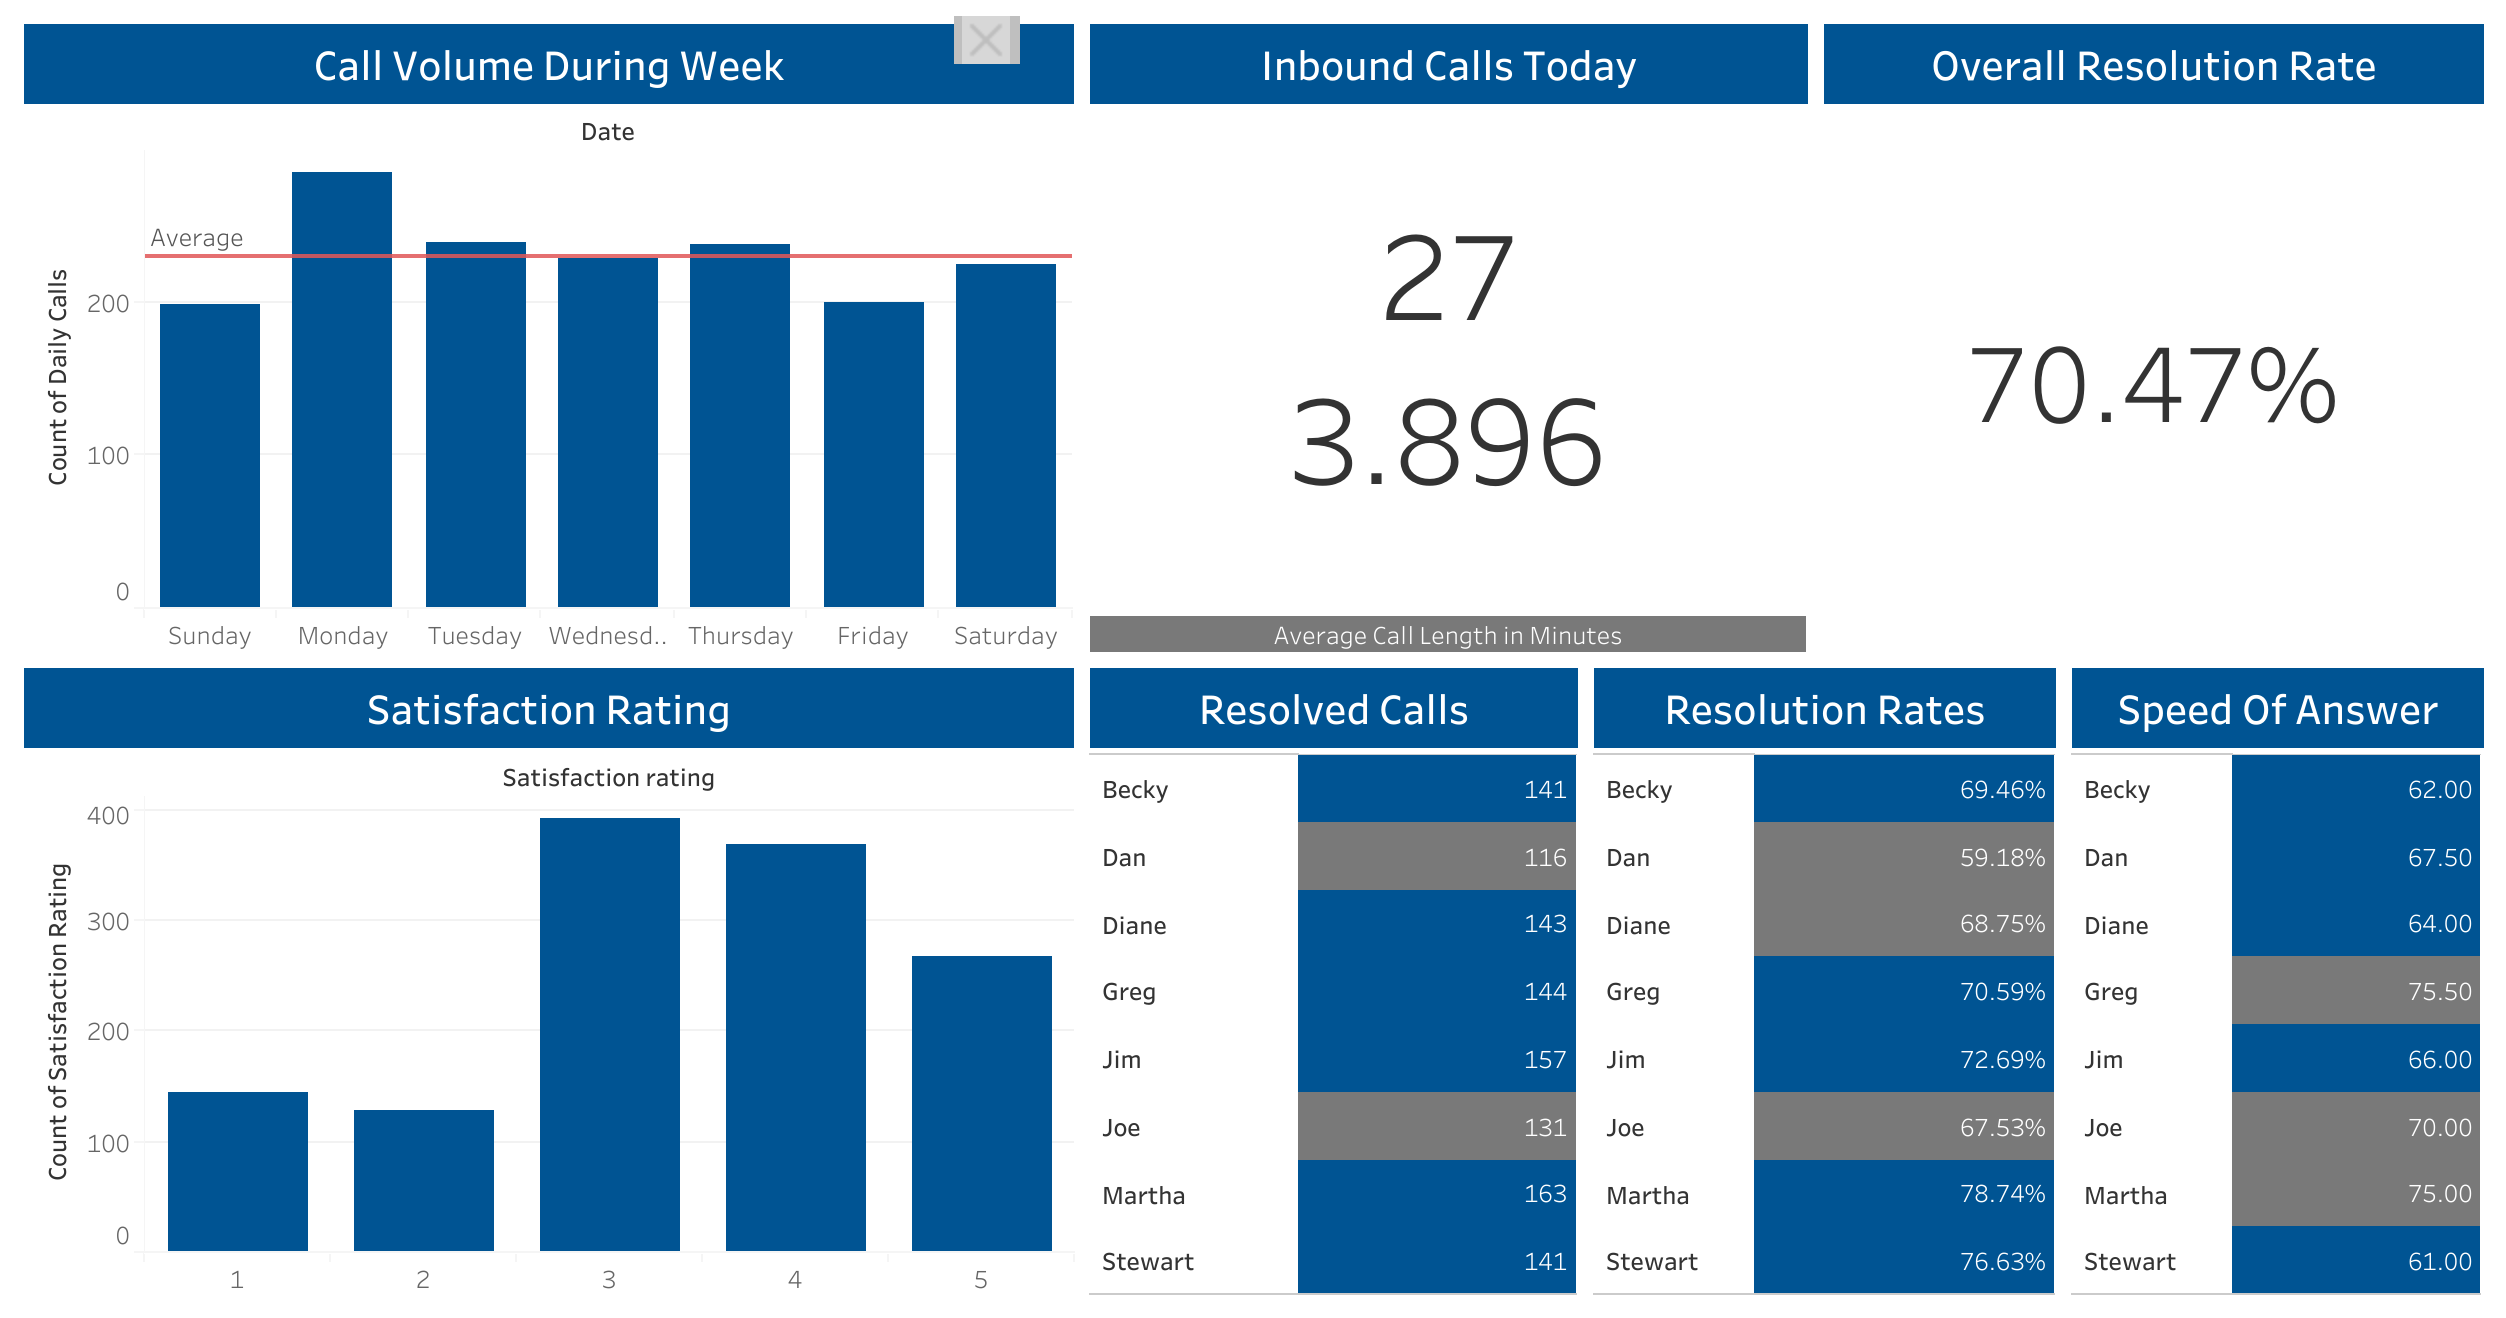 Call Volume During Week
Date
Count of Daily Calls
Average
200
100
0
Sunday Monday Tuesday Wednesd.. Thursday Friday Saturday
Inbound Calls Today
27
3.896
Average Call Length in Minutes
Overall Resolution Rate
70.47%
Satisfaction Rating
Satisfaction rating
Count of Satisfaction Rating
400
300
200
100
0
1 2 3 4 5
Resolved Calls
Becky 141
Dan 116
Diane 143
Greg 144
Jim 157
Joe 131
Martha 163
Stewart 141
Resolution Rates
Becky 69.46%
Dan 59.18%
Diane 68.75%
Greg 70.59%
Jim 72.69%
Joe 67.53%
Martha 78.74%
Stewart 76.63%
Speed Of Answer
Becky 62.00
Dan 67.50
Diane 64.00
Greg 75.50
Jim 66.00
Joe 70.00
Martha 75.00
Stewart 61.00